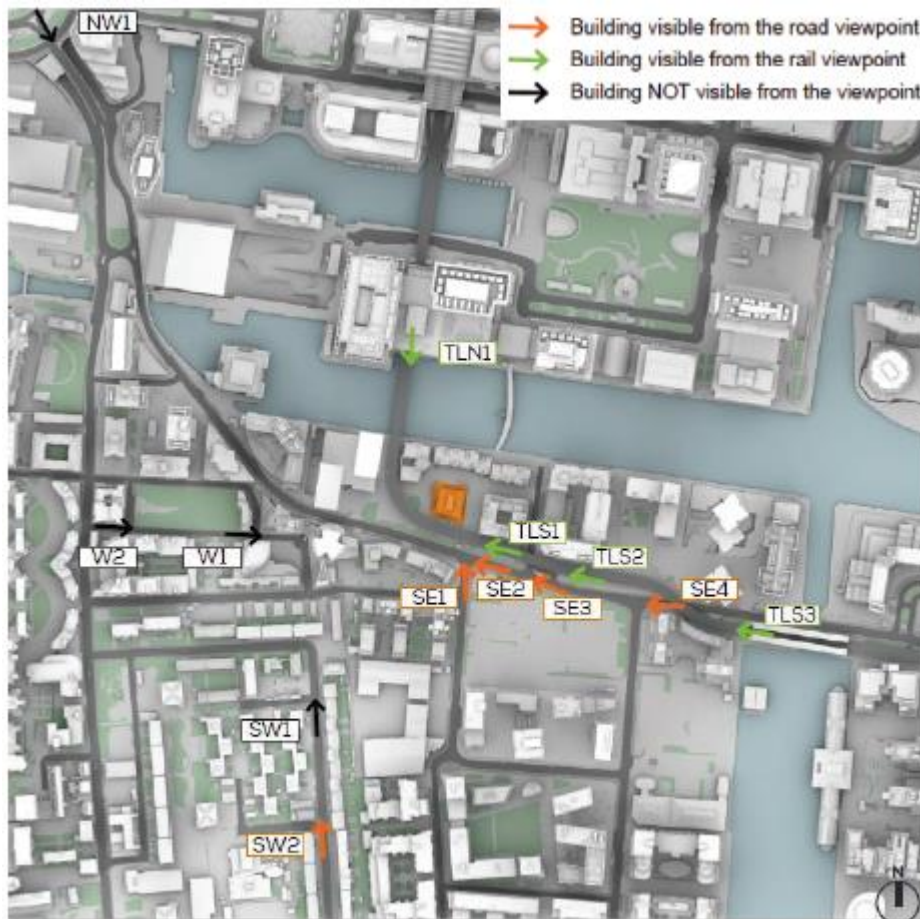 NW1
Building visible from the road viewpoint
Building visible from the rail viewpoint
Building NOT visible from the viewpoint
TLN1
TLS1
W2
W1
TLS2
SE1
SE2
SE3
SE4
TLS3
SW1
SW2
N